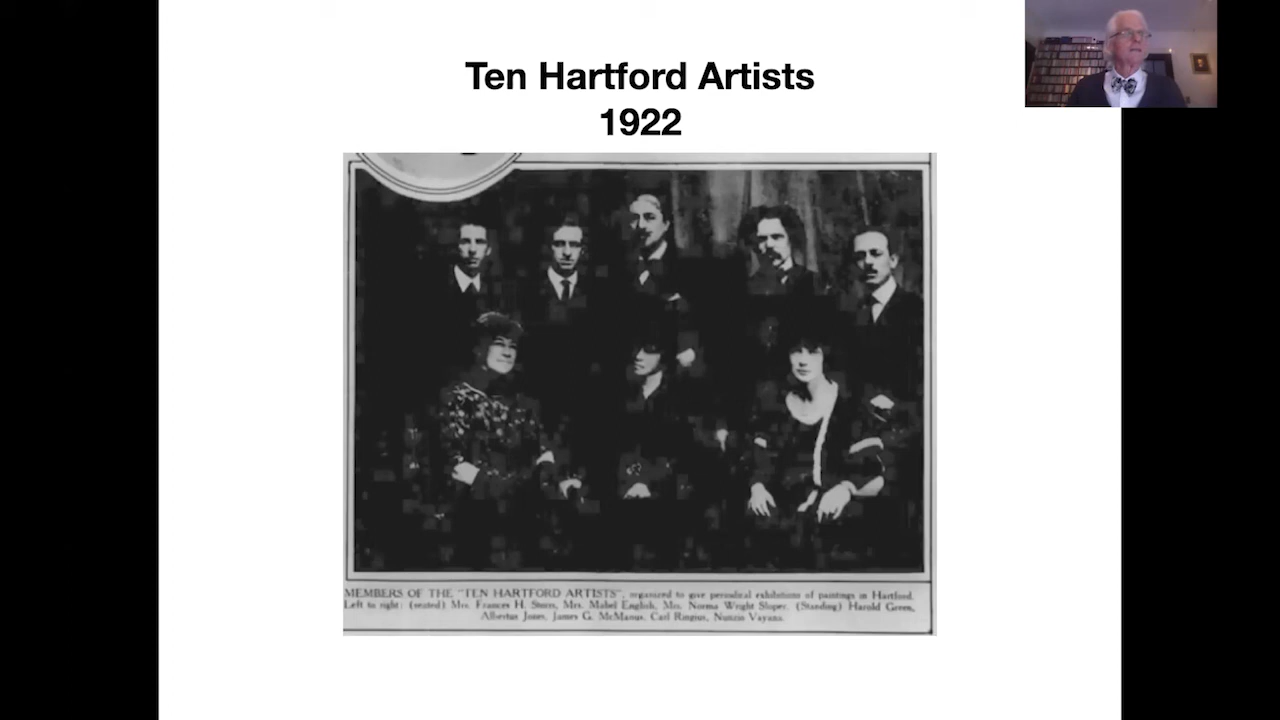 Ten Hartford Artists
1922
MEMBERS OF THE "TEN HARTFORD ARTISTS", organized to give periodical exhibitions of paintings in Hartford.
Left to right: (seated) Mrs. Frances H. Storrs, Mrs. Mabel English, Mrs. Norma Wright Sloper. (Standing) Harold Green,
Albertus Jones, James G. McManus, Carl Ringius, Nunzio Vayana.